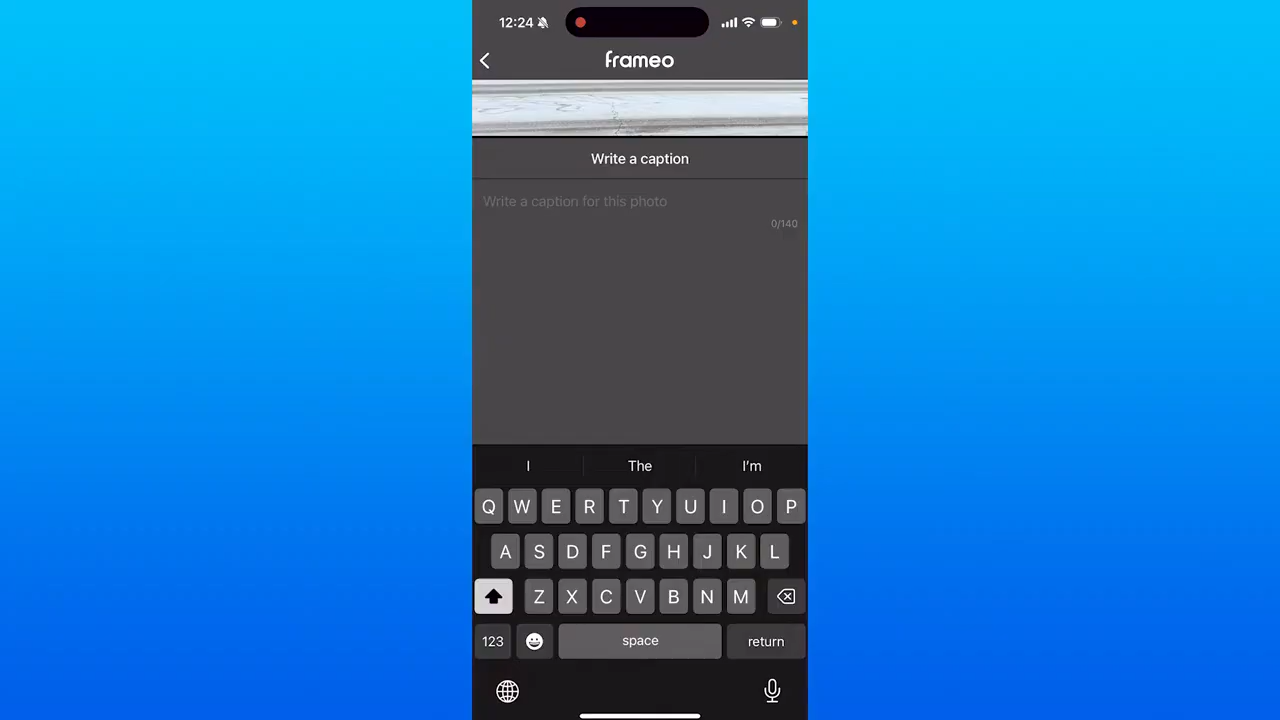 12:24
frameo
Write a caption
Write a caption for this photo
0/140
I The I'm
Q W E R T Y U I O P
A S D F G H J K L
Z X C V B N M
123 space return